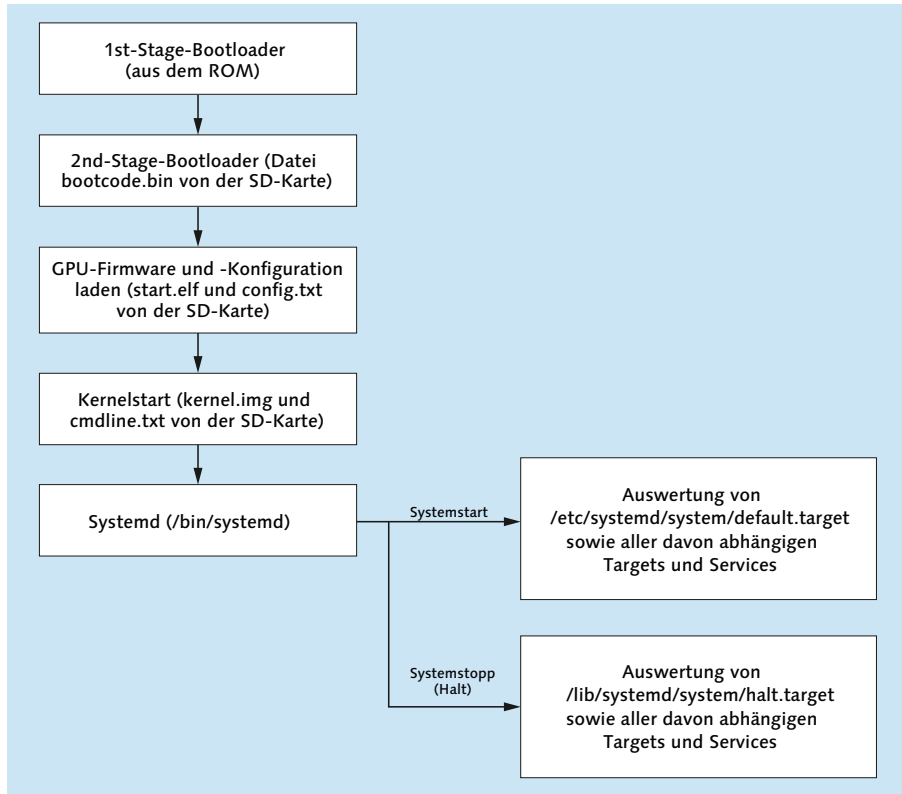 1st-Stage-Bootloader
(aus dem ROM)
2nd-Stage-Bootloader (Datei
bootcode.bin von der SD-Karte)
GPU-Firmware und -Konfiguration
laden (start.elf und config.txt
von der SD-Karte)
Kernelstart (kernel.img und
cmdline.txt von der SD-Karte)
Systemd (/bin/systemd)
Systemstart
Auswertung von
/etc/systemd/system/default.target
sowie aller davon abhängigen
Targets und Services
Systemstopp
(Halt)
Auswertung von
/lib/systemd/system/halt.target
sowie aller davon abhängigen
Targets und Services